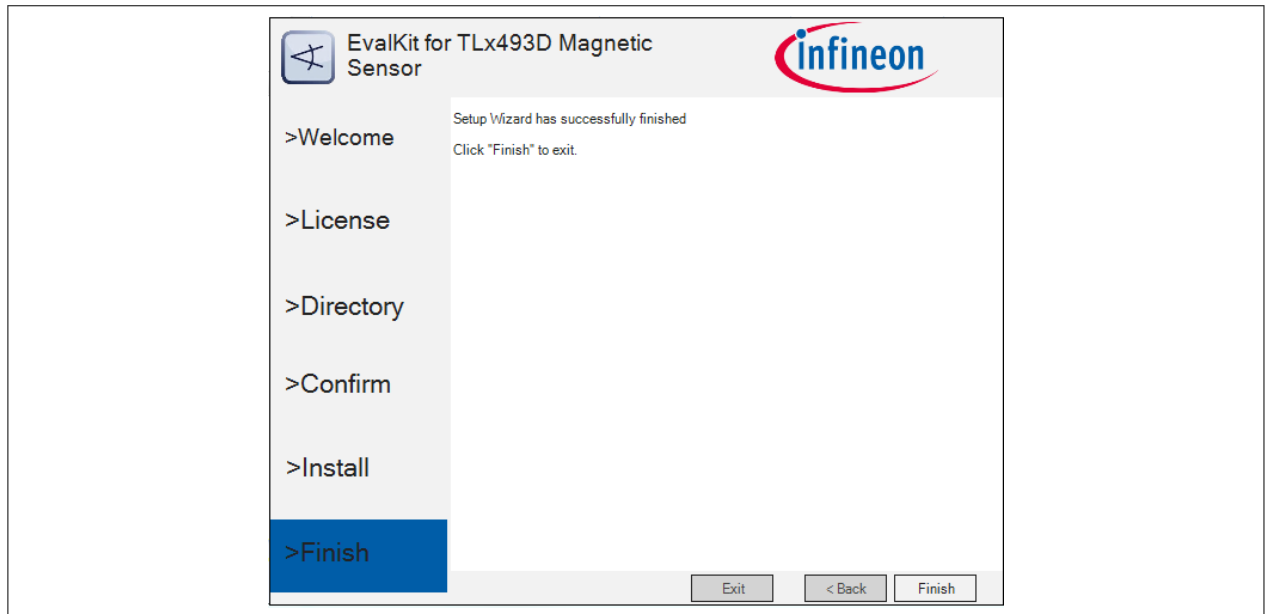 EvalKit for TLx493D Magnetic
Sensor
infineon
>Welcome
Setup Wizard has successfully finished
Click "Finish" to exit.
>License
>Directory
>Confirm
>Install
>Finish
Exit
< Back
Finish